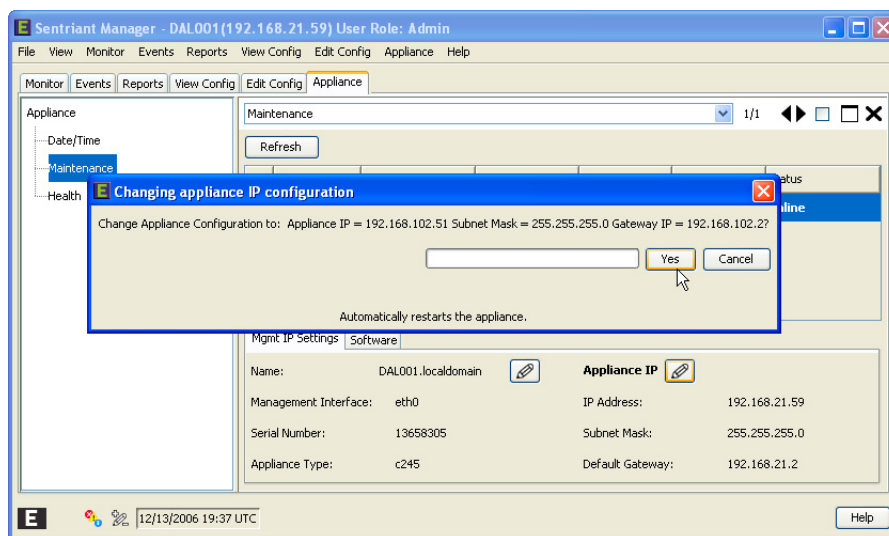 E Sentriant Manager - DAL001(192.168.21.59) User Role: Admin
File View Monitor Events Reports View Config Edit Config Appliance Help
Monitor Events Reports View Config Edit Config Appliance
Appliance
Maintenance 1/1
Date/Time
Refresh
Maintenance
Health
E Changing appliance IP configuration
Change Appliance Configuration to: Appliance IP = 192.168.102.51 Subnet Mask = 255.255.255.0 Gateway IP = 192.168.102.2?
Yes Cancel
Automatically restarts the appliance.
Mgmt IP Settings Software
Name: DAL001.localdomain Appliance IP
Management Interface: eth0 IP Address: 192.168.21.59
Serial Number: 13658305 Subnet Mask: 255.255.255.0
Appliance Type: c245 Default Gateway: 192.168.21.2
E 12/13/2006 19:37 UTC Help